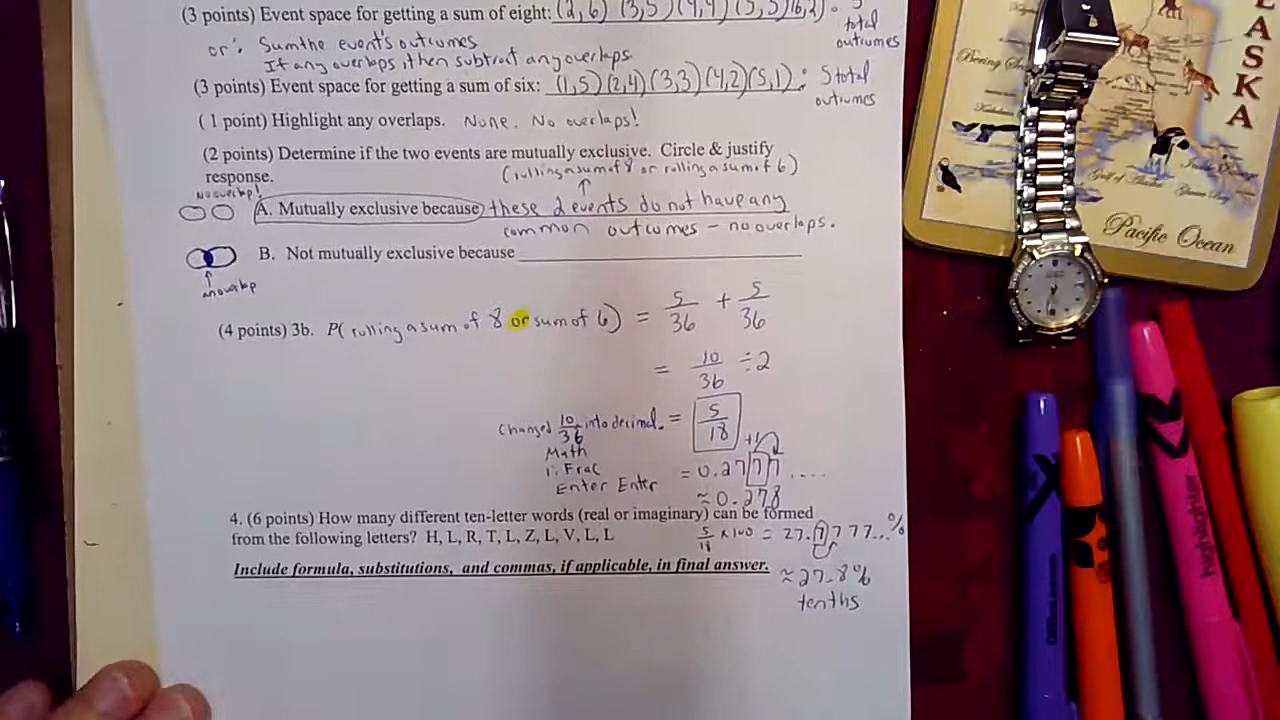 (3 points) Event space for getting a sum of eight: (2,6) (3,5) (4,4) (5,3) (6,2) : 5
total
outcomes
or: Sum the event's outcomes
If any overlaps, then subtract any overlaps.
(3 points) Event space for getting a sum of six: (1,5) (2,4) (3,3) (4,2) (5,1) : 5 total
outcomes
(1 point) Highlight any overlaps. None. No overlaps!
(2 points) Determine if the two events are mutually exclusive. Circle & justify
response. (rolling a sum of 8 or rolling a sum of 6)
No overlap!
A. Mutually exclusive because these 2 events do not have any
common outcomes - no overlaps.
B. Not mutually exclusive because
an overlap
(4 points) 3b. P( rolling a sum of 8 or sum of 6) = 5/36 + 5/36
= 10/36 ÷2
Changed 10/36 into decimal. = 5/18
Math
1: Frac
Enter Enter
+1
= 0.2777....
≈ 0.278
4. (6 points) How many different ten-letter words (real or imaginary) can be formed
from the following letters? H, L, R, T, L, Z, L, V, L, L
5/18 x 100 = 27.7777...%
Include formula, substitutions, and commas, if applicable, in final answer.
≈ 27.8%
tenths
ASKA
Pacific Ocean
Gulf of Alaska
highlighter